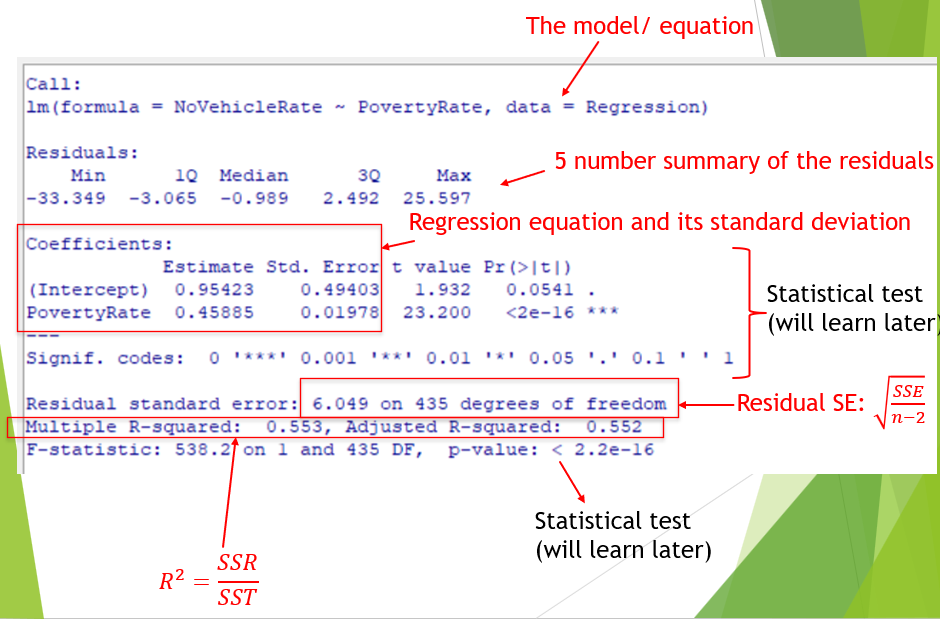 The model/ equation
Call:
lm(formula = NoVehicleRate ~ PovertyRate, data = Regression)
Residuals:
Min 1Q Median 3Q Max
-33.349 -3.065 -0.989 2.492 25.597
5 number summary of the residuals
Regression equation and its standard deviation
Coefficients:
Estimate Std. Error t value Pr(>|t|)
(Intercept) 0.95423 0.49403 1.932 0.0541 .
PovertyRate 0.45885 0.01978 23.200 <2e-16 ***
---
Signif. codes: 0 '***' 0.001 '**' 0.01 '*' 0.05 '.' 0.1 ' ' 1
Statistical test
(will learn later)
Residual standard error: 6.049 on 435 degrees of freedom
Multiple R-squared: 0.553, Adjusted R-squared: 0.552
F-statistic: 538.2 on 1 and 435 DF, p-value: < 2.2e-16
Residual SE: √(SSE/(n−2))
Statistical test
(will learn later)
R² = SSR/SST